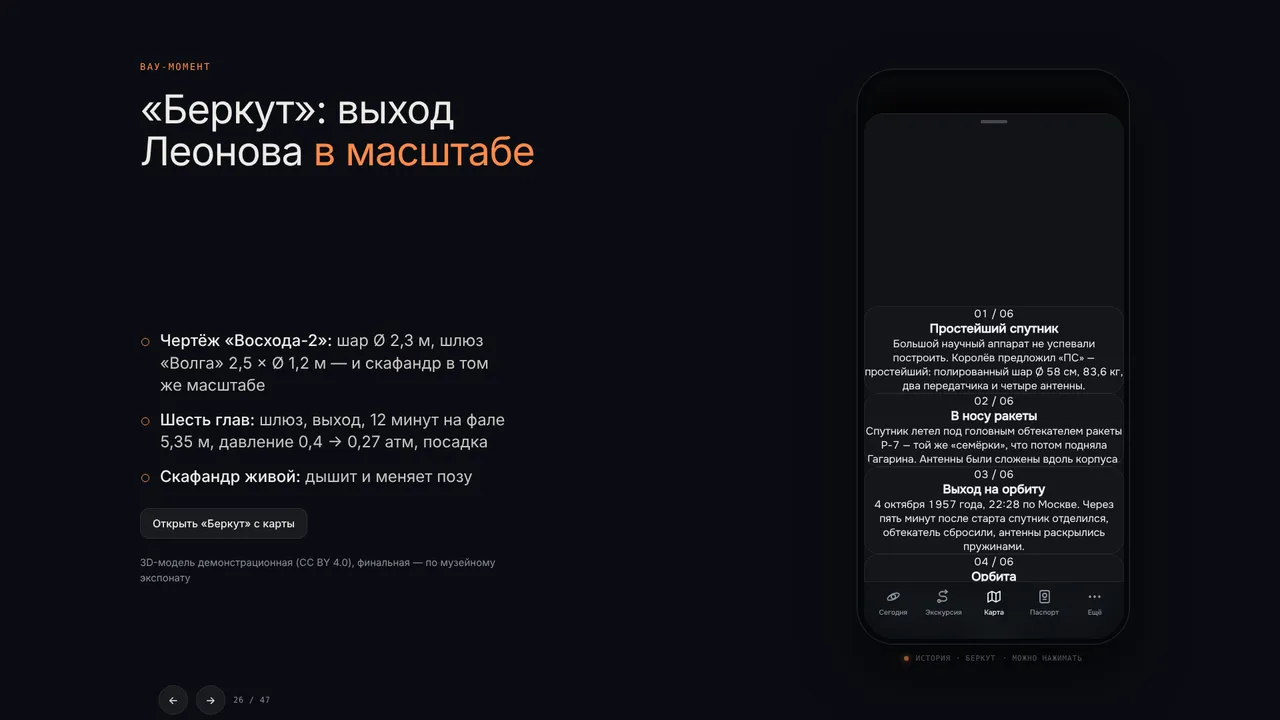 ВАУ-МОМЕНТ
«Беркут»: выход
Леонова в масштабе
Чертёж «Восхода-2»: шар Ø 2,3 м, шлюз
«Волга» 2,5 × Ø 1,2 м — и скафандр в том
же масштабе
Шесть глав: шлюз, выход, 12 минут на фале
5,35 м, давление 0,4 → 0,27 атм, посадка
Скафандр живой: дышит и меняет позу
Открыть «Беркут» с карты
3D-модель демонстрационная (CC BY 4.0), финальная — по музейному
экспонату
← → 26 / 47
01 / 06
Простейший спутник
Большой научный аппарат не успевали
построить. Королёв предложил «ПС» —
простейший: полированный шар Ø 58 см, 83,6 кг,
два передатчика и четыре антенны.
02 / 06
В носу ракеты
Спутник летел под головным обтекателем ракеты
Р-7 — той же «семёрки», что потом подняла
Гагарина. Антенны были сложены вдоль корпуса
03 / 06
Выход на орбиту
4 октября 1957 года, 22:28 по Москве. Через
пять минут после старта спутник отделился,
обтекатель сбросили, антенны раскрылись
пружинами.
04 / 06
Орбита
Сегодня Экскурсия Карта Паспорт Ещё
ИСТОРИЯ · БЕРКУТ · МОЖНО НАЖИМАТЬ